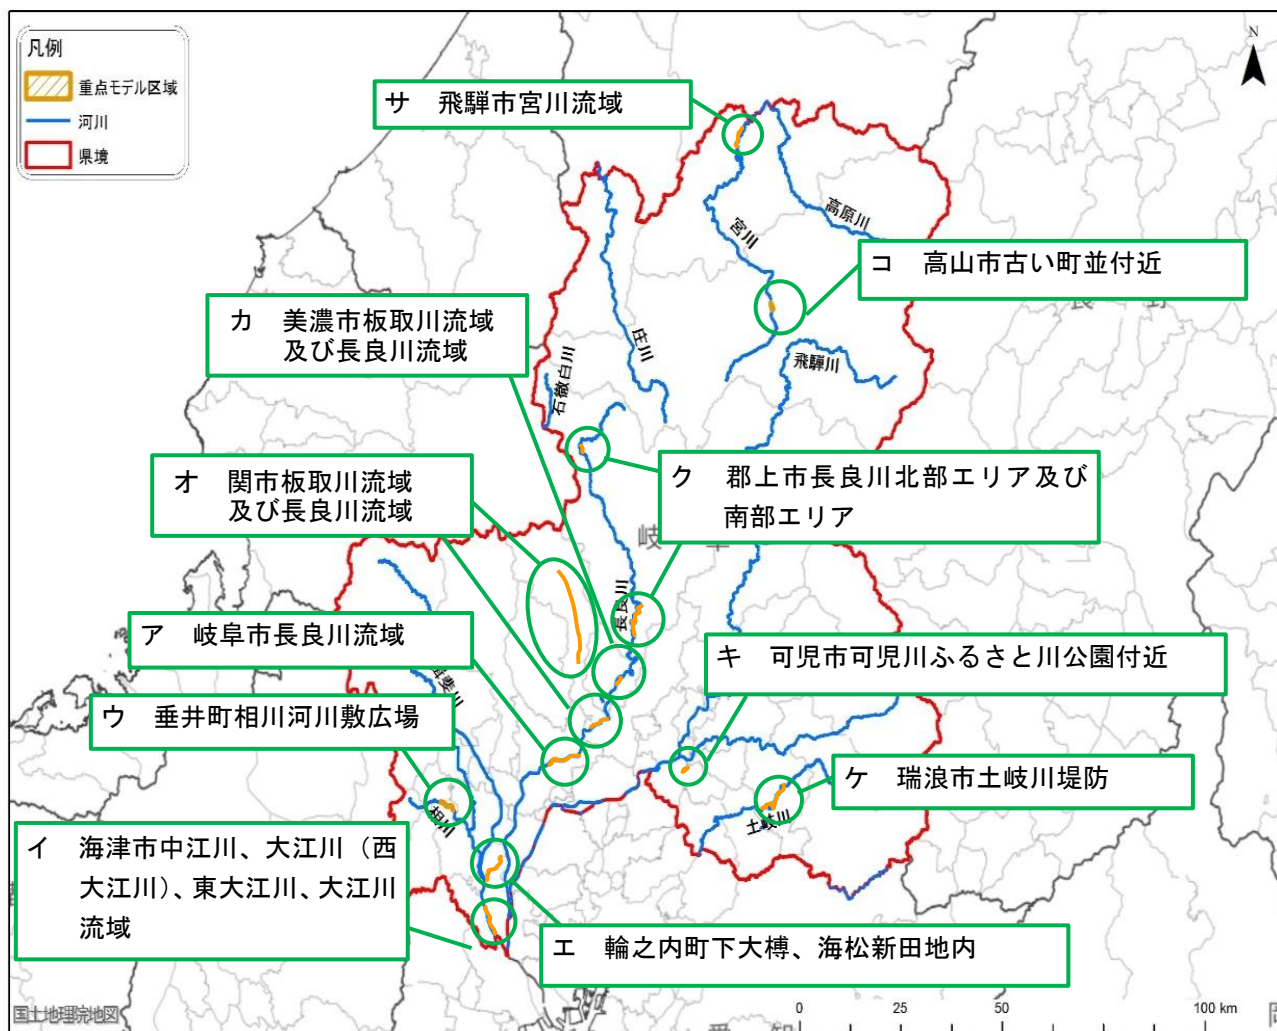 凡例
重点モデル区域
河川
県境
N
サ 飛騨市宮川流域
高原川
宮川
コ 高山市古い町並付近
長 野
カ 美濃市板取川流域
及び長良川流域
庄川
飛騨川
石徹白川
オ 関市板取川流域
及び長良川流域
ク 郡上市長良川北部エリア及び
南部エリア
岐 阜
長良川
ア 岐阜市長良川流域
キ 可児市可児川ふるさと川公園付近
揖斐川
ウ 垂井町相川河川敷広場
ケ 瑞浪市土岐川堤防
相川
土岐川
イ 海津市中江川、大江川（西
大江川）、東大江川、大江川
流域
エ 輪之内町下大榑、海松新田地内
国土地理院地図
0 25 50 100 km
愛 知